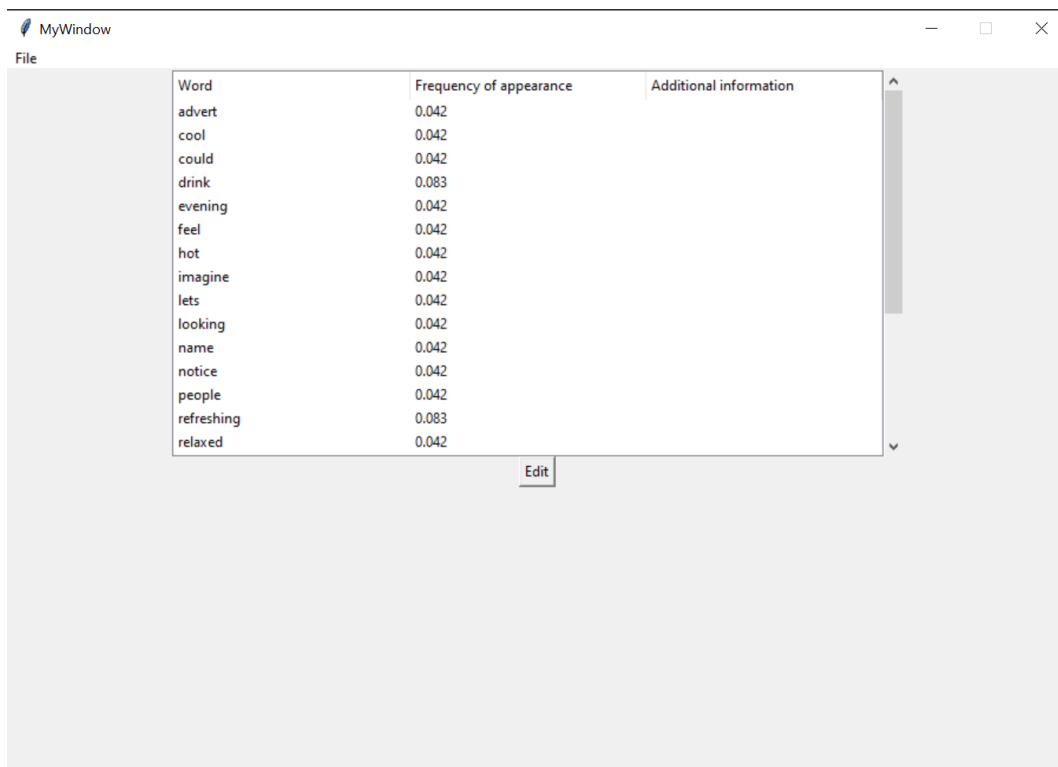 MyWindow
File
Word Frequency of appearance Additional information
advert 0.042
cool 0.042
could 0.042
drink 0.083
evening 0.042
feel 0.042
hot 0.042
imagine 0.042
lets 0.042
looking 0.042
name 0.042
notice 0.042
people 0.042
refreshing 0.083
relaxed 0.042
Edit